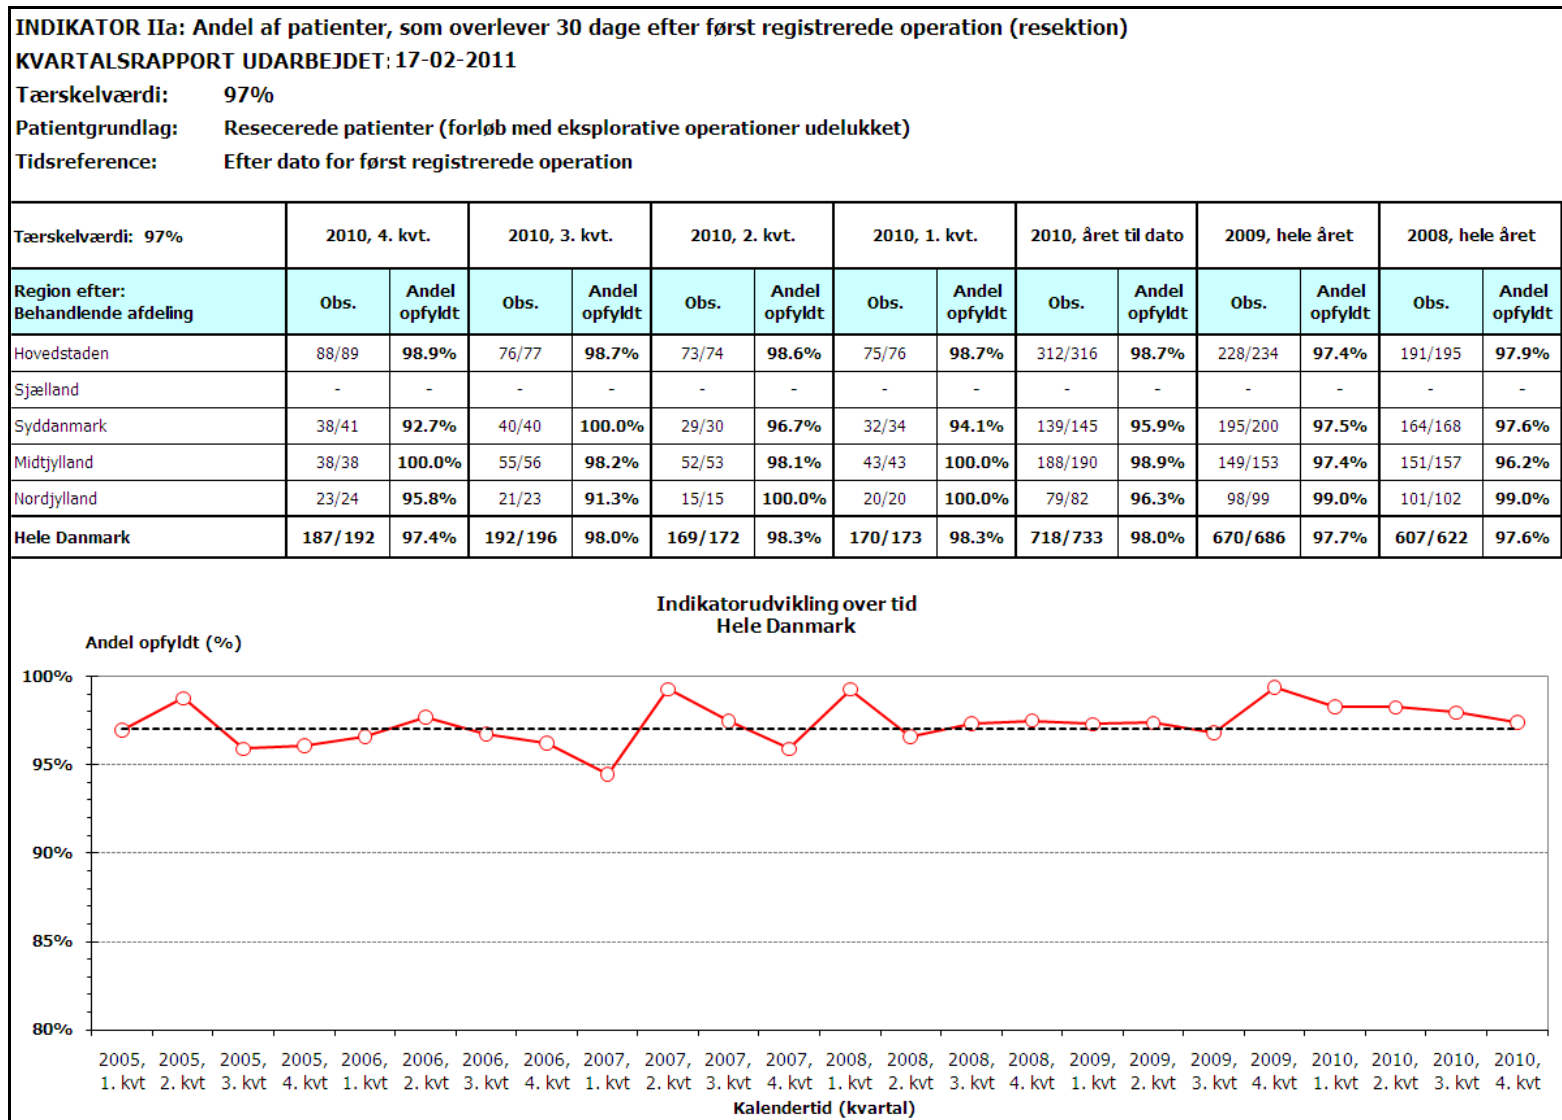 INDIKATOR IIa: Andel af patienter, som overlever 30 dage efter først registrerede operation (resektion)
KVARTALSRAPPORT UDARBEJDET: 17-02-2011
Tærskelværdi: 97%
Patientgrundlag: Resecerede patienter (forløb med eksplorative operationer udelukket)
Tidsreference: Efter dato for først registrerede operation
Tærskelværdi: 97% 2010, 4. kvt. 2010, 3. kvt. 2010, 2. kvt. 2010, 1. kvt. 2010, året til dato 2009, hele året 2008, hele året
Region efter: Behandlende afdeling Obs. Andel opfyldt Obs. Andel opfyldt Obs. Andel opfyldt Obs. Andel opfyldt Obs. Andel opfyldt Obs. Andel opfyldt Obs. Andel opfyldt
Hovedstaden 88/89 98.9% 76/77 98.7% 73/74 98.6% 75/76 98.7% 312/316 98.7% 228/234 97.4% 191/195 97.9%
Sjælland - - - - - - - - - - - - - -
Syddanmark 38/41 92.7% 40/40 100.0% 29/30 96.7% 32/34 94.1% 139/145 95.9% 195/200 97.5% 164/168 97.6%
Midtjylland 38/38 100.0% 55/56 98.2% 52/53 98.1% 43/43 100.0% 188/190 98.9% 149/153 97.4% 151/157 96.2%
Nordjylland 23/24 95.8% 21/23 91.3% 15/15 100.0% 20/20 100.0% 79/82 96.3% 98/99 99.0% 101/102 99.0%
Hele Danmark 187/192 97.4% 192/196 98.0% 169/172 98.3% 170/173 98.3% 718/733 98.0% 670/686 97.7% 607/622 97.6%
Indikatorudvikling over tid
Hele Danmark
Andel opfyldt (%)
100%
95%
90%
85%
80%
2005, 2005, 2005, 2005, 2006, 2006, 2006, 2006, 2007, 2007, 2007, 2007, 2008, 2008, 2008, 2008, 2009, 2009, 2009, 2009, 2010, 2010, 2010, 2010,
1. kvt 2. kvt 3. kvt 4. kvt 1. kvt 2. kvt 3. kvt 4. kvt 1. kvt 2. kvt 3. kvt 4. kvt 1. kvt 2. kvt 3. kvt 4. kvt 1. kvt 2. kvt 3. kvt 4. kvt 1. kvt 2. kvt 3. kvt 4. kvt
Kalendertid (kvartal)